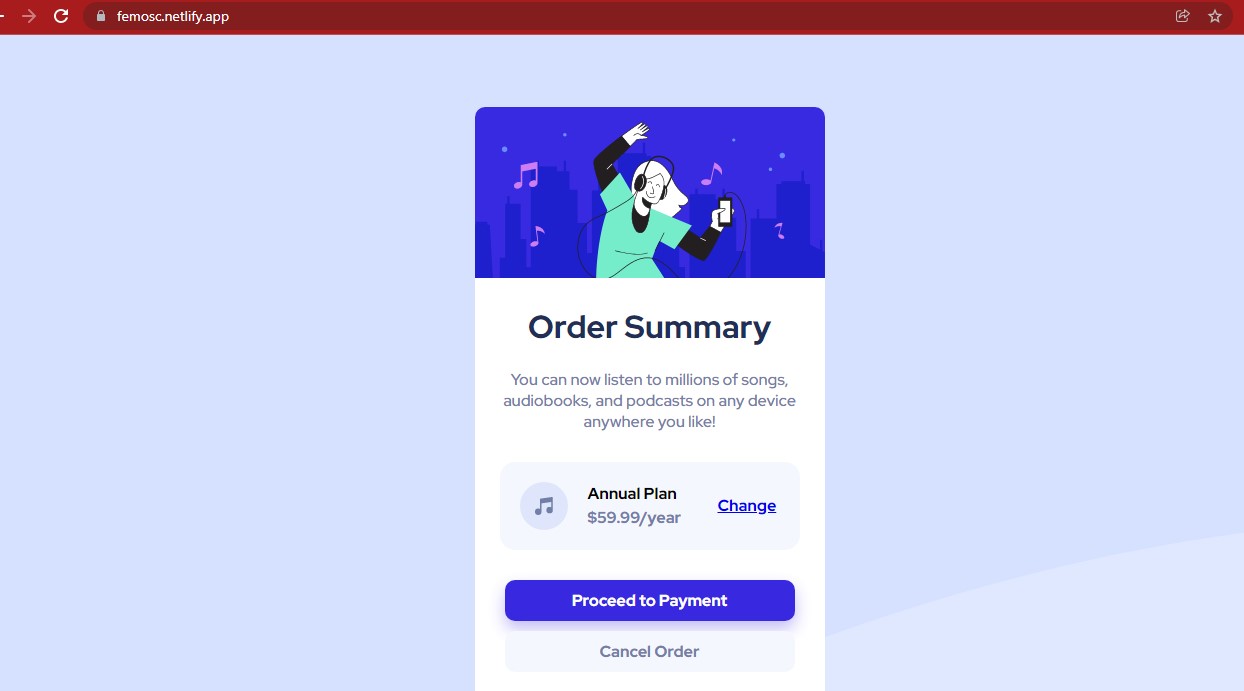 femosc.netlify.app
Order Summary
You can now listen to millions of songs,
audiobooks, and podcasts on any device
anywhere you like!
Annual Plan
$59.99/year
Change
Proceed to Payment
Cancel Order